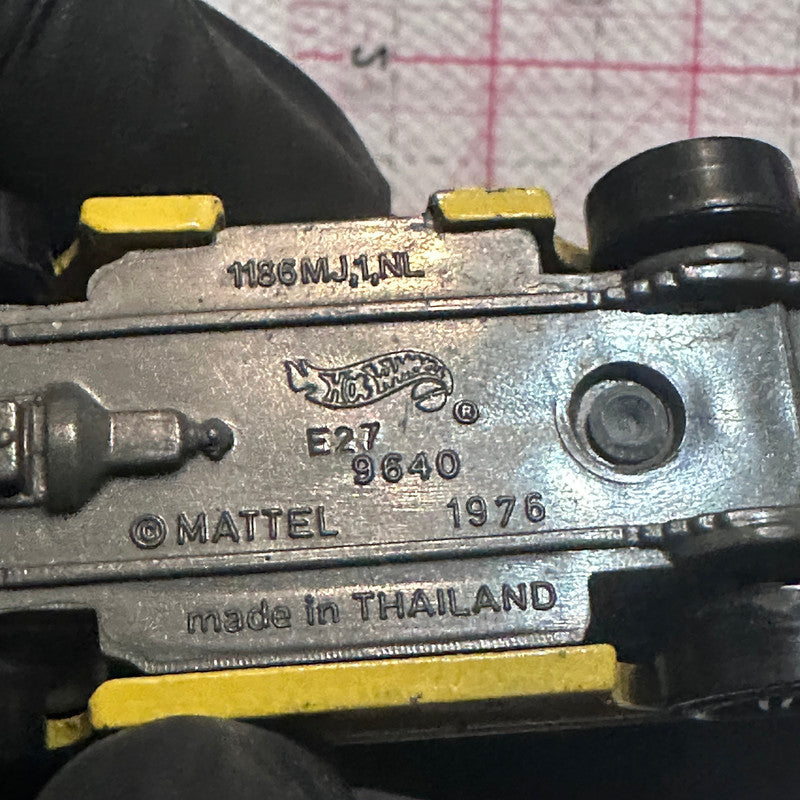 1186MJ,1,NL
HOT WHEELS ®
E27
9640
© MATTEL 1976
made in THAILAND